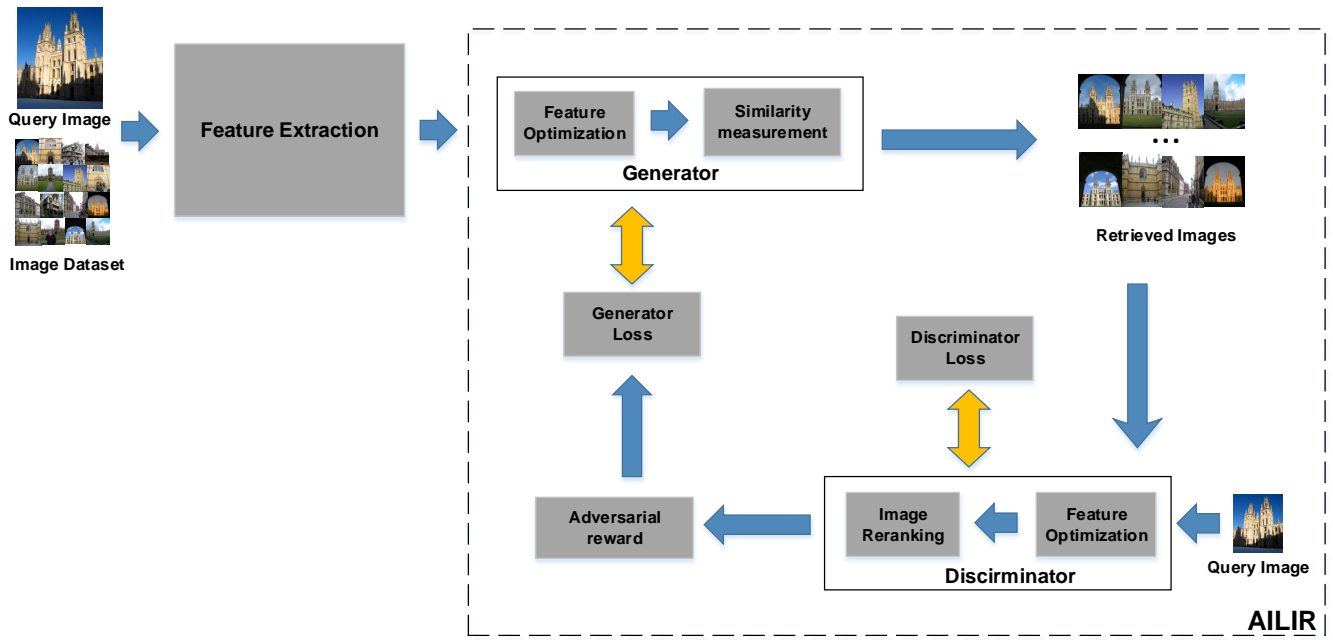 Query Image
Image Dataset
Feature Extraction
Feature
Optimization
Similarity
measurement
Generator
...
Retrieved Images
Generator
Loss
Discriminator
Loss
Adversarial
reward
Image
Reranking
Feature
Optimization
Discirminator
Query Image
AILIR